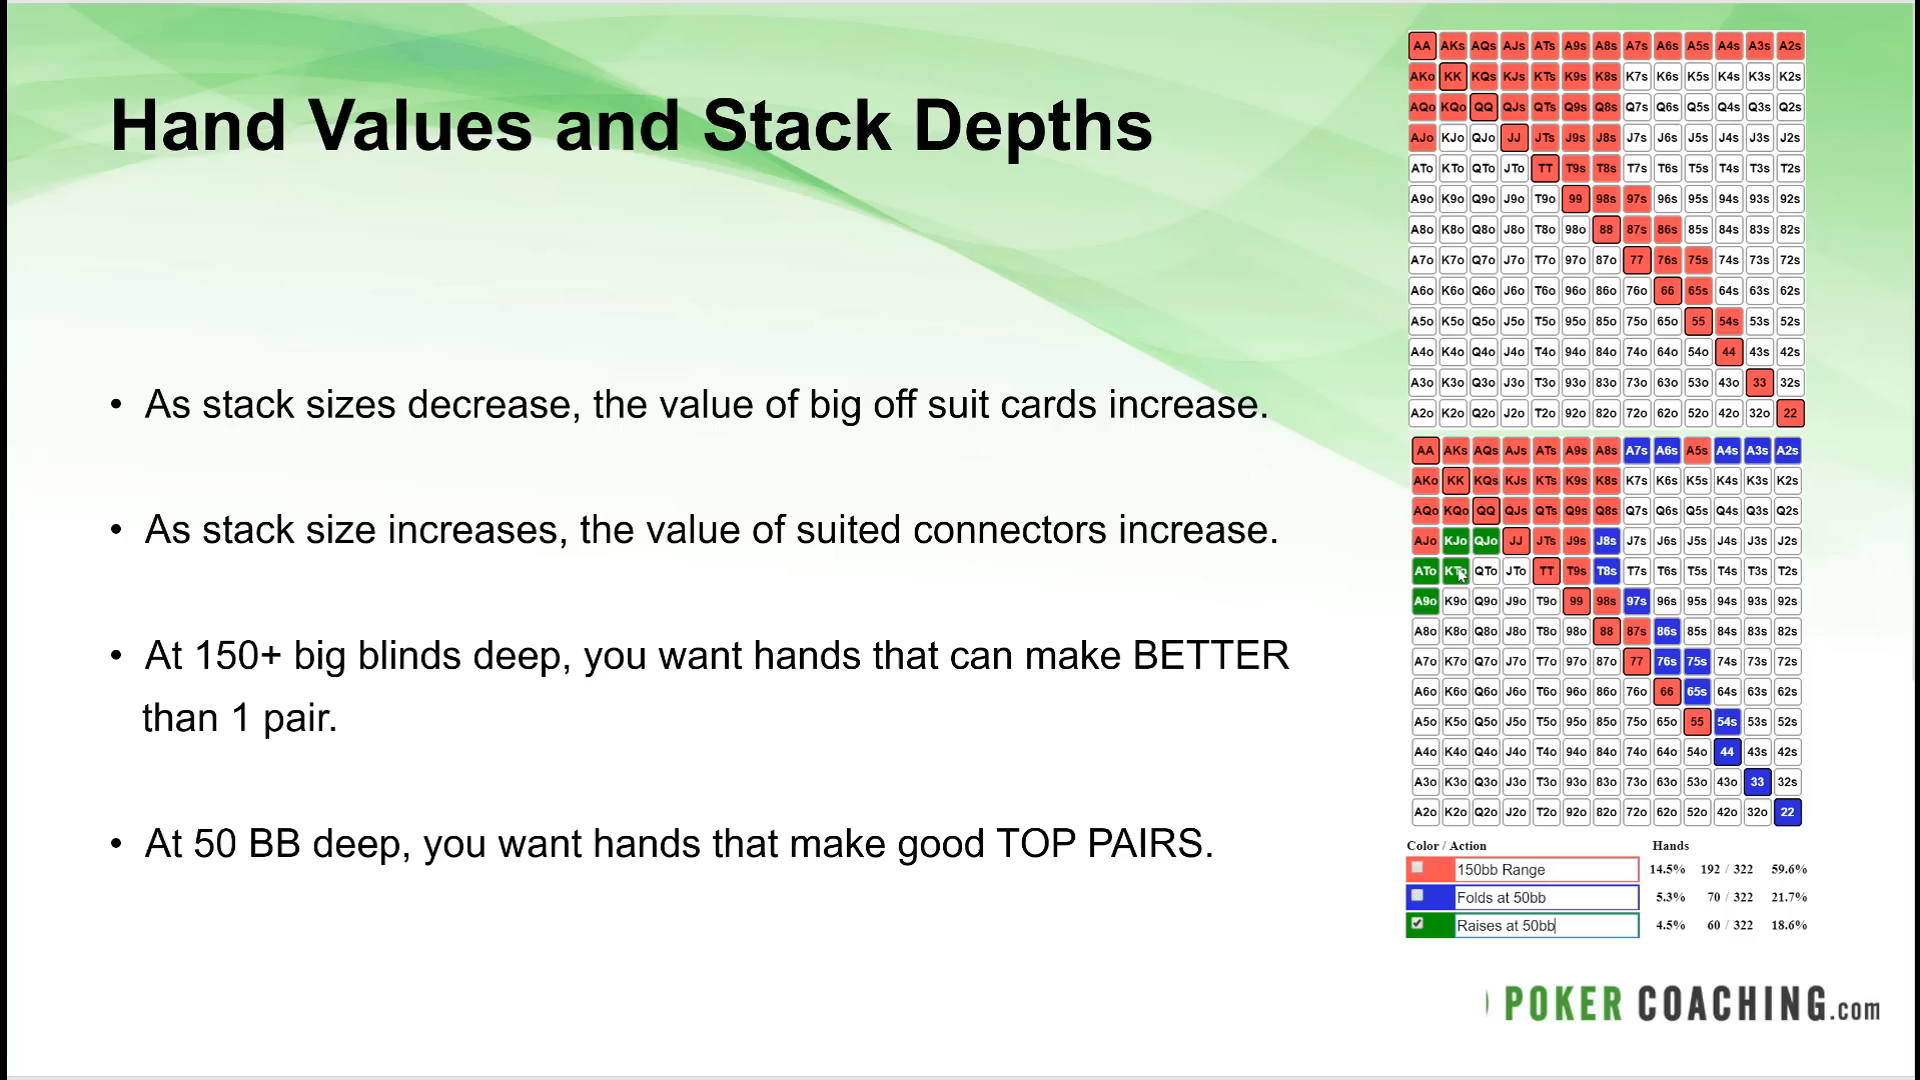 Hand Values and Stack Depths
• As stack sizes decrease, the value of big off suit cards increase.
• As stack size increases, the value of suited connectors increase.
• At 150+ big blinds deep, you want hands that can make BETTER
than 1 pair.
• At 50 BB deep, you want hands that make good TOP PAIRS.
AA AKs AQs AJs ATs A9s A8s A7s A6s A5s A4s A3s A2s
AKo KK KQs KJs KTs K9s K8s K7s K6s K5s K4s K3s K2s
AQo KQo QQ QJs QTs Q9s Q8s Q7s Q6s Q5s Q4s Q3s Q2s
AJo KJo QJo JJ JTs J9s J8s J7s J6s J5s J4s J3s J2s
ATo KTo QTo JTo TT T9s T8s T7s T6s T5s T4s T3s T2s
A9o K9o Q9o J9o T9o 99 98s 97s 96s 95s 94s 93s 92s
A8o K8o Q8o J8o T8o 98o 88 87s 86s 85s 84s 83s 82s
A7o K7o Q7o J7o T7o 97o 87o 77 76s 75s 74s 73s 72s
A6o K6o Q6o J6o T6o 96o 86o 76o 66 65s 64s 63s 62s
A5o K5o Q5o J5o T5o 95o 85o 75o 65o 55 54s 53s 52s
A4o K4o Q4o J4o T4o 94o 84o 74o 64o 54o 44 43s 42s
A3o K3o Q3o J3o T3o 93o 83o 73o 63o 53o 43o 33 32s
A2o K2o Q2o J2o T2o 92o 82o 72o 62o 52o 42o 32o 22
AA AKs AQs AJs ATs A9s A8s A7s A6s A5s A4s A3s A2s
AKo KK KQs KJs KTs K9s K8s K7s K6s K5s K4s K3s K2s
AQo KQo QQ QJs QTs Q9s Q8s Q7s Q6s Q5s Q4s Q3s Q2s
AJo KJo QJo JJ JTs J9s J8s J7s J6s J5s J4s J3s J2s
ATo KTo QTo JTo TT T9s T8s T7s T6s T5s T4s T3s T2s
A9o K9o Q9o J9o T9o 99 98s 97s 96s 95s 94s 93s 92s
A8o K8o Q8o J8o T8o 98o 88 87s 86s 85s 84s 83s 82s
A7o K7o Q7o J7o T7o 97o 87o 77 76s 75s 74s 73s 72s
A6o K6o Q6o J6o T6o 96o 86o 76o 66 65s 64s 63s 62s
A5o K5o Q5o J5o T5o 95o 85o 75o 65o 55 54s 53s 52s
A4o K4o Q4o J4o T4o 94o 84o 74o 64o 54o 44 43s 42s
A3o K3o Q3o J3o T3o 93o 83o 73o 63o 53o 43o 33 32s
A2o K2o Q2o J2o T2o 92o 82o 72o 62o 52o 42o 32o 22
Color / Action Hands
150bb Range 14.5% 192 / 322 59.6%
Folds at 50bb 5.3% 70 / 322 21.7%
Raises at 50bb 4.5% 60 / 322 18.6%
POKER COACHING.com